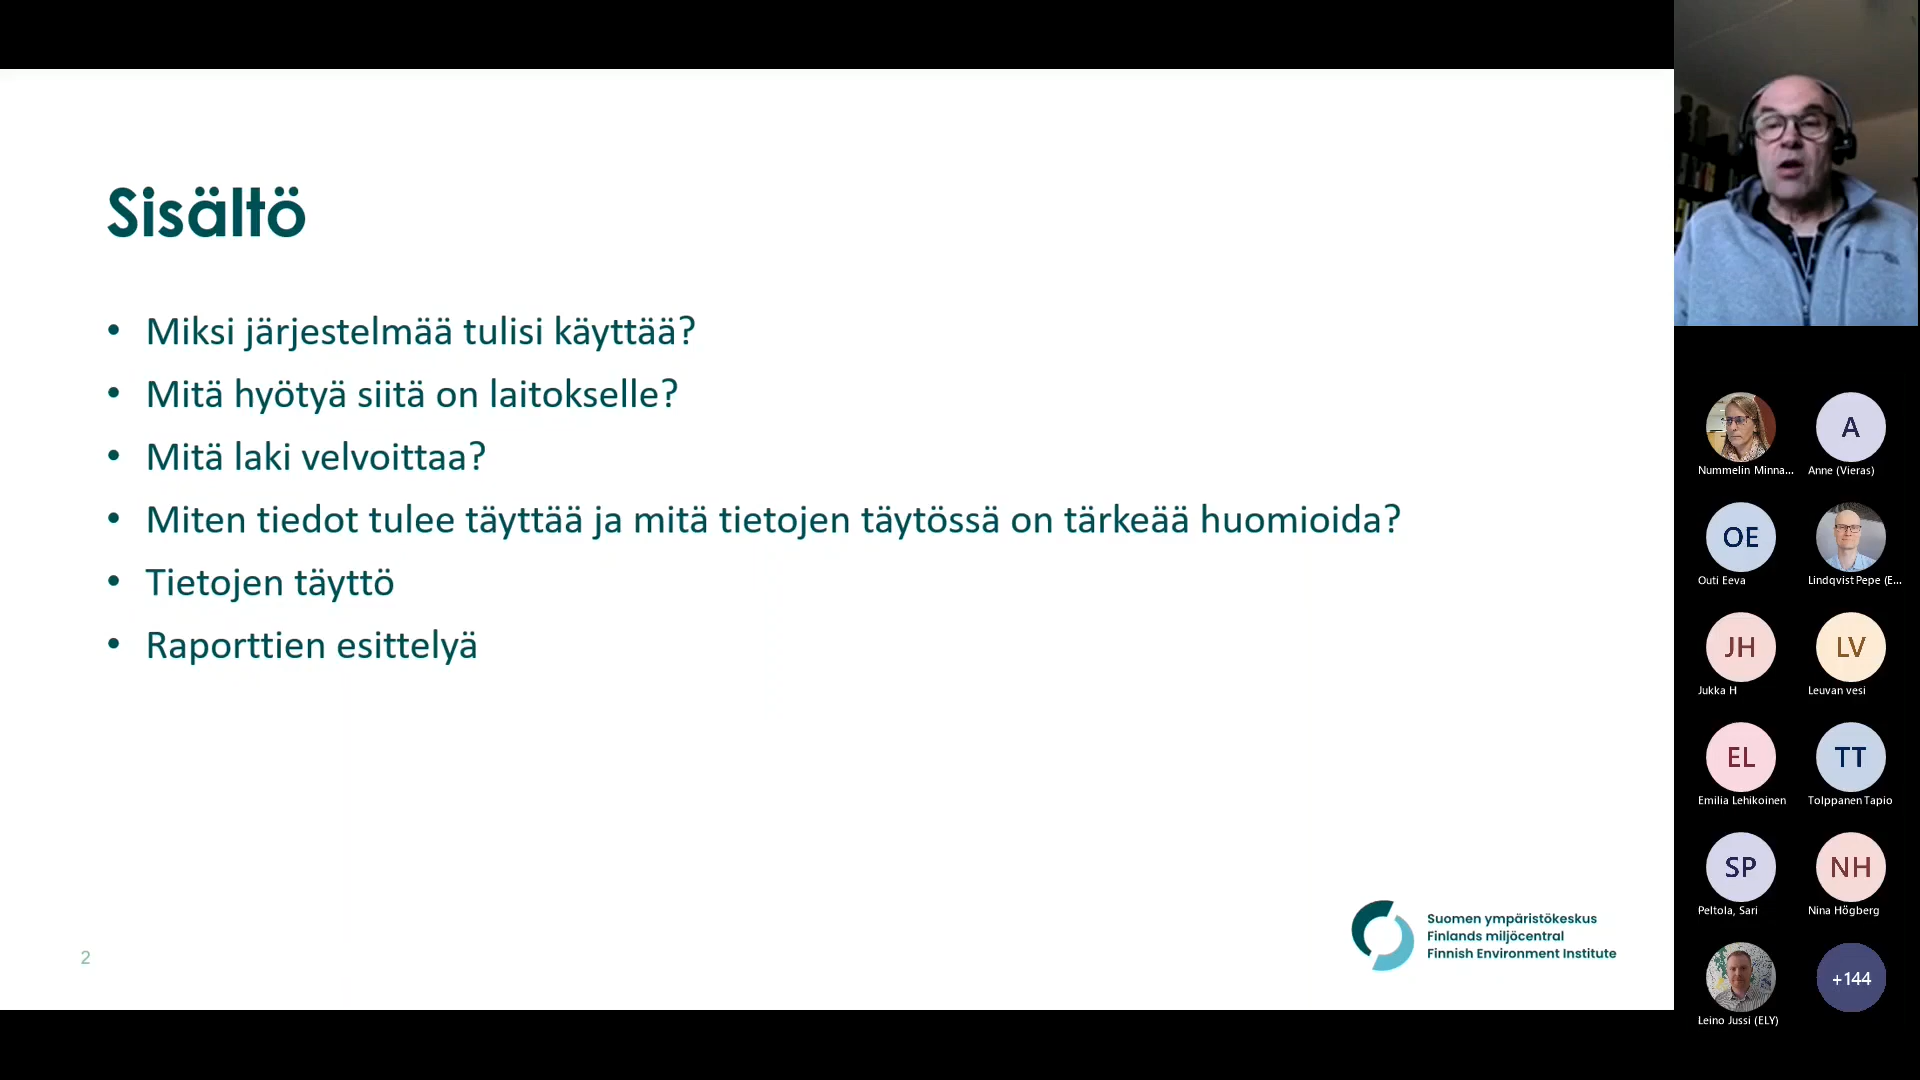 Sisältö
• Miksi järjestelmää tulisi käyttää?
• Mitä hyötyä siitä on laitokselle?
• Mitä laki velvoittaa?
• Miten tiedot tulee täyttää ja mitä tietojen täytössä on tärkeää huomioida?
• Tietojen täyttö
• Raporttien esittelyä
2
Suomen ympäristökeskus
Finlands miljöcentral
Finnish Environment Institute
Nummelin Minna...
A
Anne (Vieras)
OE
Outi Eeva
Lindqvist Pepe (E...
JH
Jukka H
LV
Leuvan vesi
EL
Emilia Lehikoinen
TT
Tolppanen Tapio
SP
Peltola, Sari
NH
Nina Högberg
Leino Jussi (ELY)
+144